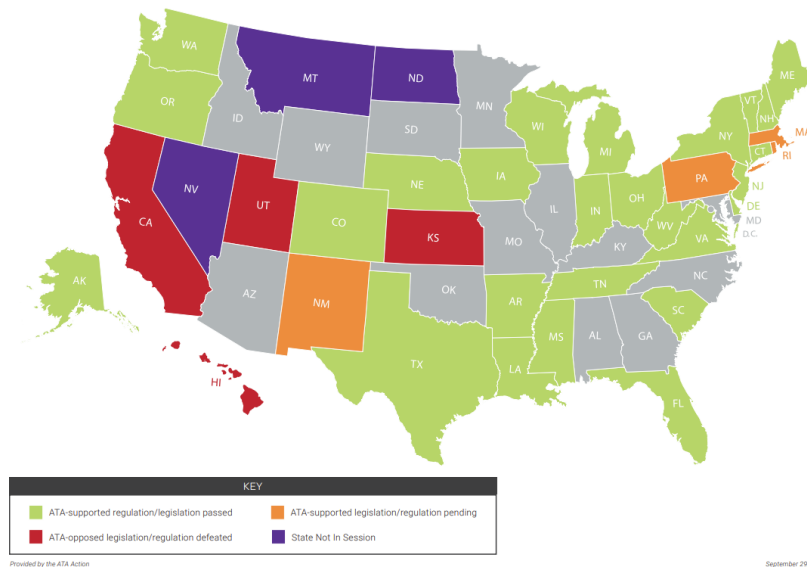 WA
MT
ND
MN
ME
VT
NH
OR
ID
SD
WI
NY
MA
WY
MI
CT
RI
NE
IA
PA
NV
UT
IL
IN
OH
NJ
CA
CO
DE
KS
MO
WV
MD
VA
D.C.
KY
AK
AZ
NM
OK
AR
TN
NC
SC
MS
AL
GA
TX
LA
HI
FL
KEY
ATA-supported regulation/legislation passed
ATA-supported legislation/regulation pending
ATA-opposed legislation/regulation defeated
State Not In Session
Provided by the ATA Action
September 29